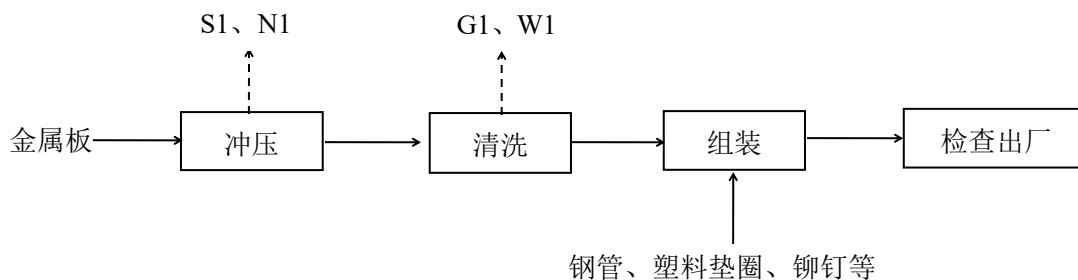 S1、N1
G1、W1
金属板
冲压
清洗
组装
检查出厂
钢管、塑料垫圈、铆钉等